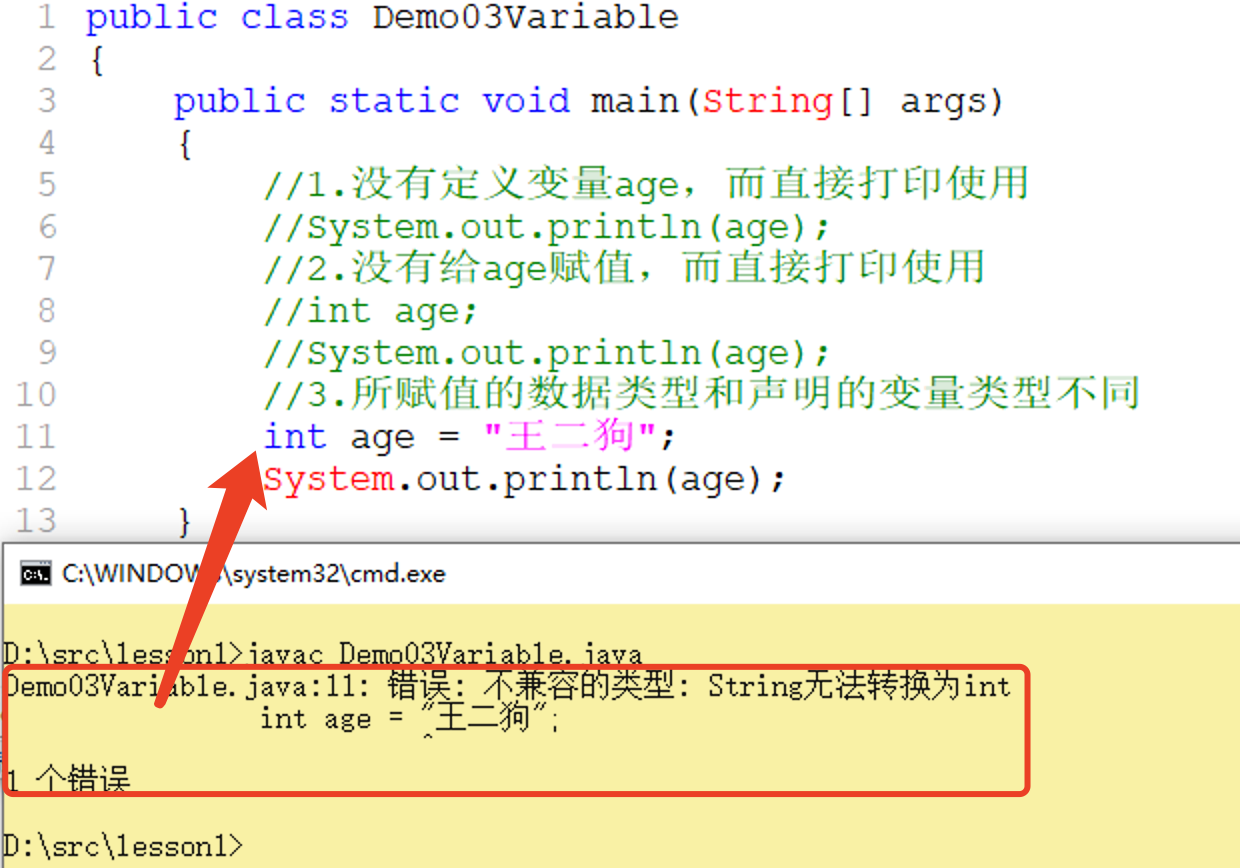 1 public class Demo03Variable
2 {
3 public static void main(String[] args)
4 {
5 //1.没有定义变量age，而直接打印使用
6 //System.out.println(age);
7 //2.没有给age赋值，而直接打印使用
8 //int age;
9 //System.out.println(age);
10 //3.所赋值的数据类型和声明的变量类型不同
11 int age = "王二狗";
12 System.out.println(age);
13 }
C:\WINDOWS\system32\cmd.exe
D:\src\lesson1>javac Demo03Variable.java
Demo03Variable.java:11: 错误: 不兼容的类型: String无法转换为int
int age = "王二狗";
^
1 个错误
D:\src\lesson1>